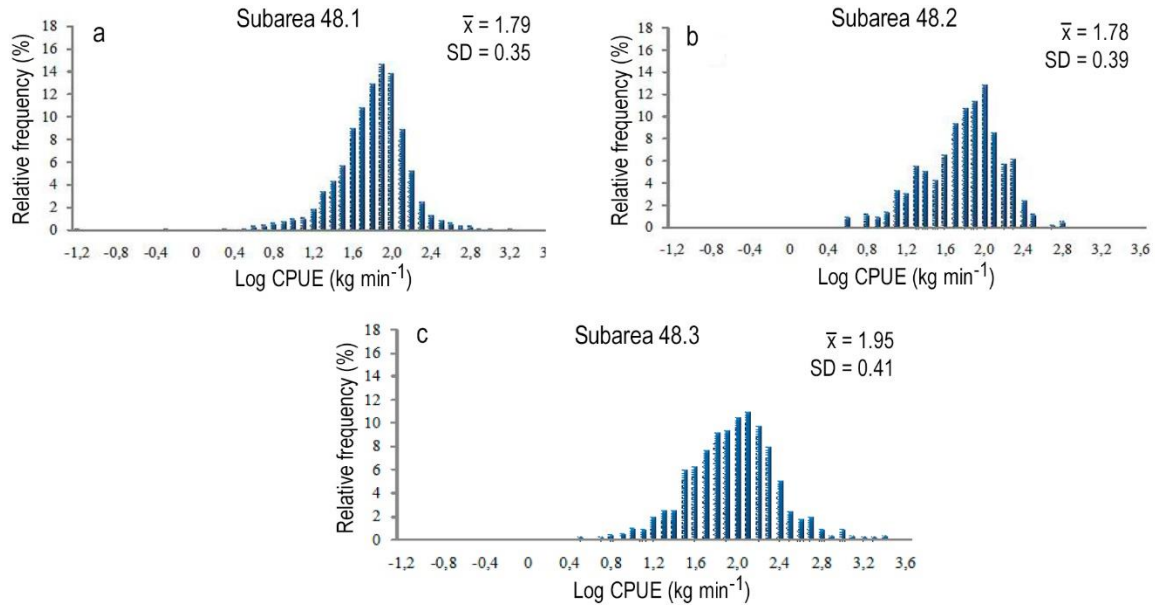 Subarea 48.1
a
x̄ = 1.79
SD = 0.35
Relative frequency (%)
18
16
14
12
10
8
6
4
2
0
-1,2 -0,8 -0,4 0 0,4 0,8 1,2 1,6 2,0 2,4 2,8 3,2 3
Log CPUE (kg min-1)
Subarea 48.2
b
x̄ = 1.78
SD = 0.39
Relative frequency (%)
18
16
14
12
10
8
6
4
2
0
-1,2 -0,8 -0,4 0 0,4 0,8 1,2 1,6 2,0 2,4 2,8 3,2 3,6
Log CPUE (kg min-1)
Subarea 48.3
c
x̄ = 1.95
SD = 0.41
Relative frequency (%)
18
16
14
12
10
8
6
4
2
0
-1,2 -0,8 -0,4 0 0,4 0,8 1,2 1,6 2,0 2,4 2,8 3,2 3,6
Log CPUE (kg min-1)